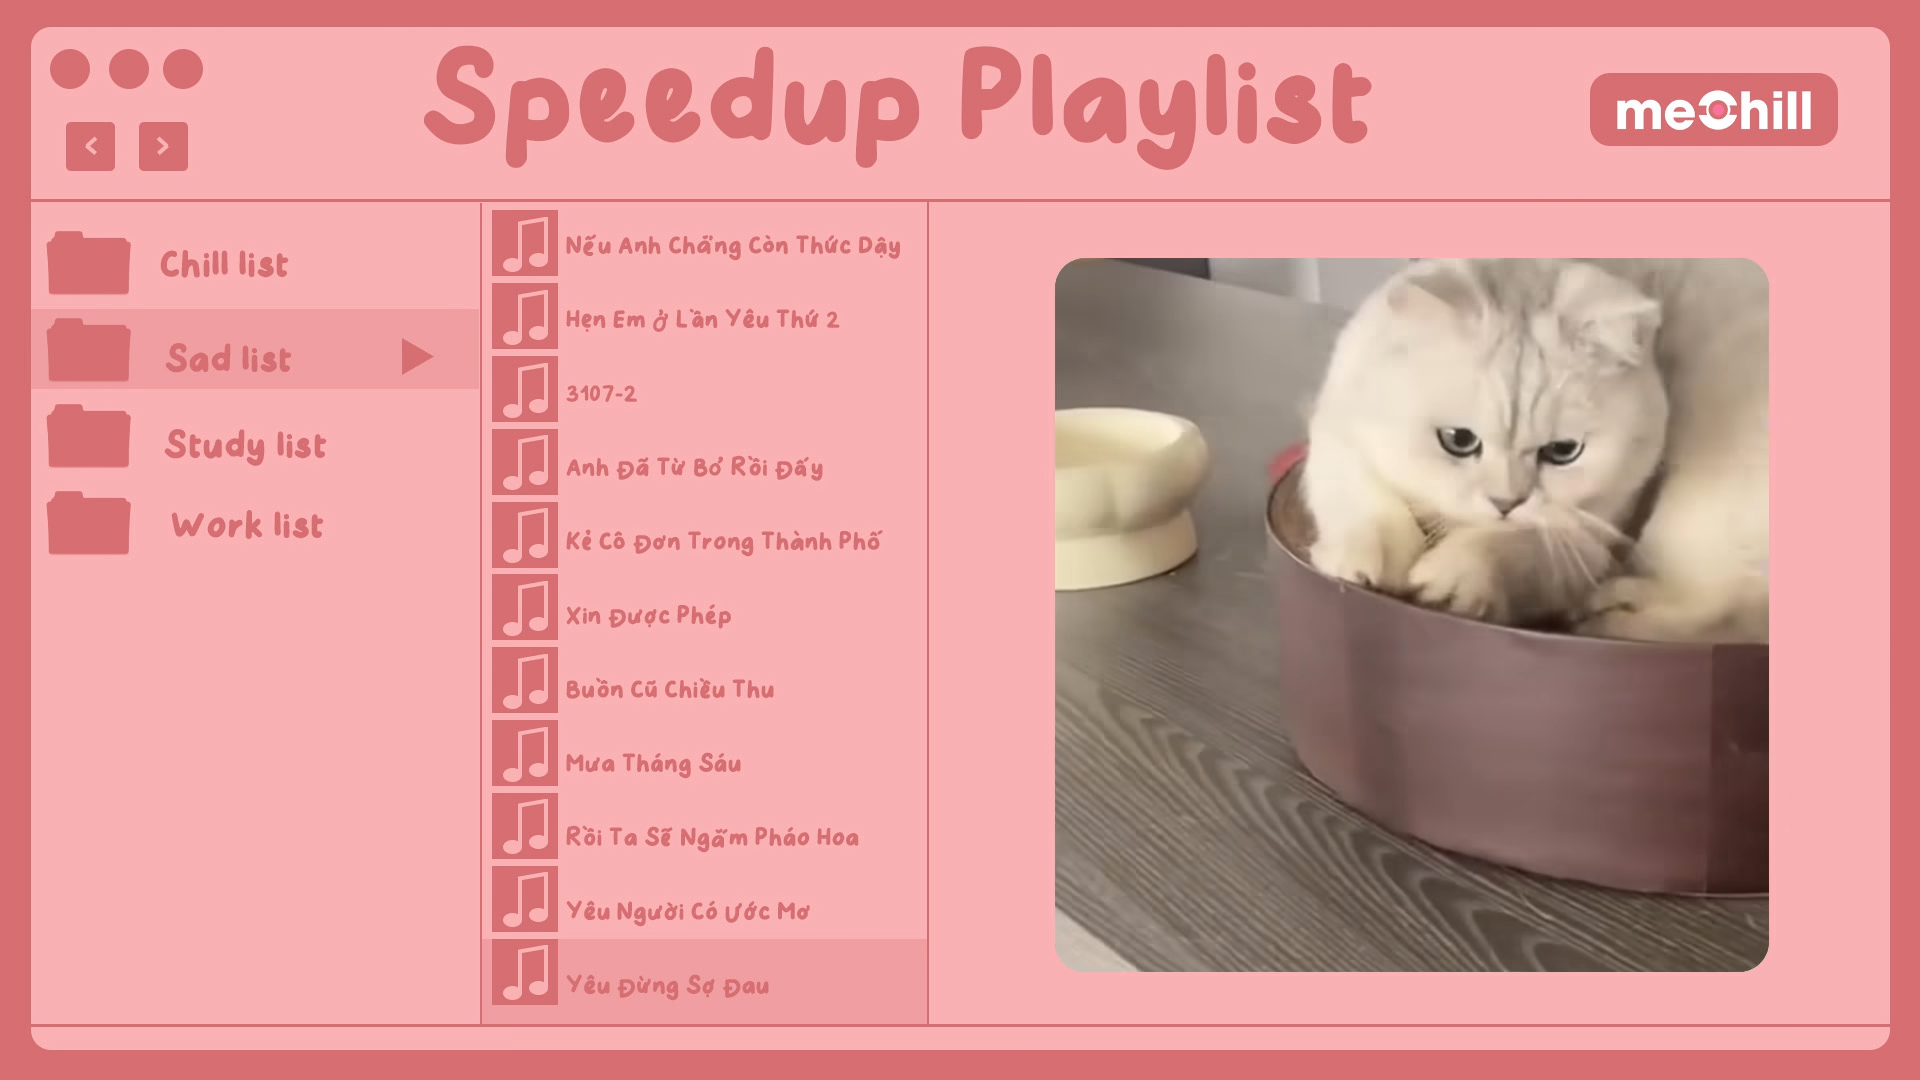 Speedup Playlist
meChill
Chill list
Sad list
Study list
Work list
Nếu Anh Chẳng Còn Thức Dậy
Hẹn Em ở Lần Yêu Thứ 2
3107-2
Anh Đã Từ Bỏ Rồi Đấy
Kẻ Cô Đơn Trong Thành Phố
Xin Được Phép
Buồn Cũ Chiều Thu
Mưa Tháng Sáu
Rồi Ta Sẽ Ngắm Pháo Hoa
Yêu Người Có Ước Mơ
Yêu Đừng Sợ Đau